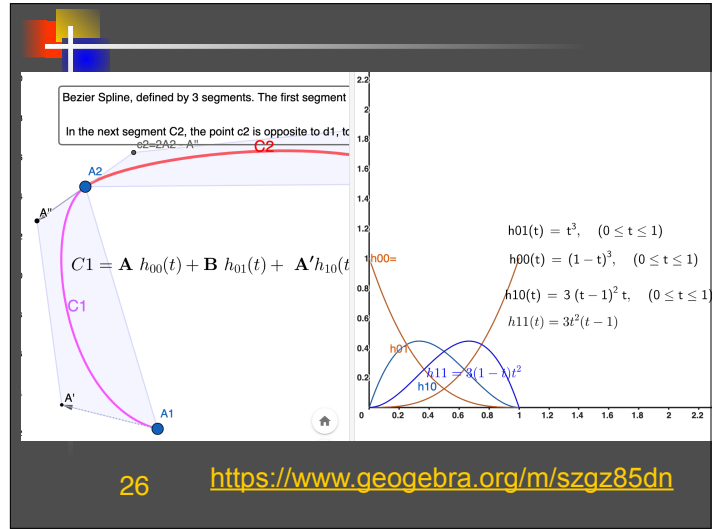 Bezier Spline, defined by 3 segments. The first segment
In the next segment C2, the point c2 is opposite to d1, to
c2=2A2 A"
C2
A2
A"
C1 = A h₀₀(t) + B h₀₁(t) + A′h₁₀(t
C1
A'
A1
2.2
2
1.8
1.6
1.4
1.2
1
0.8
0.6
0.4
0.2
0
0.2 0.4 0.6 0.8 1 1.2 1.4 1.6 1.8 2 2.2
h00=
h01
h10
h11 = 3(1 − t)t²
h01(t) = t³, (0 ≤ t ≤ 1)
h00(t) = (1 − t)³, (0 ≤ t ≤ 1)
h10(t) = 3 (t − 1)² t, (0 ≤ t ≤ 1)
h11(t) = 3t²(t − 1)
26
https://www.geogebra.org/m/szgz85dn